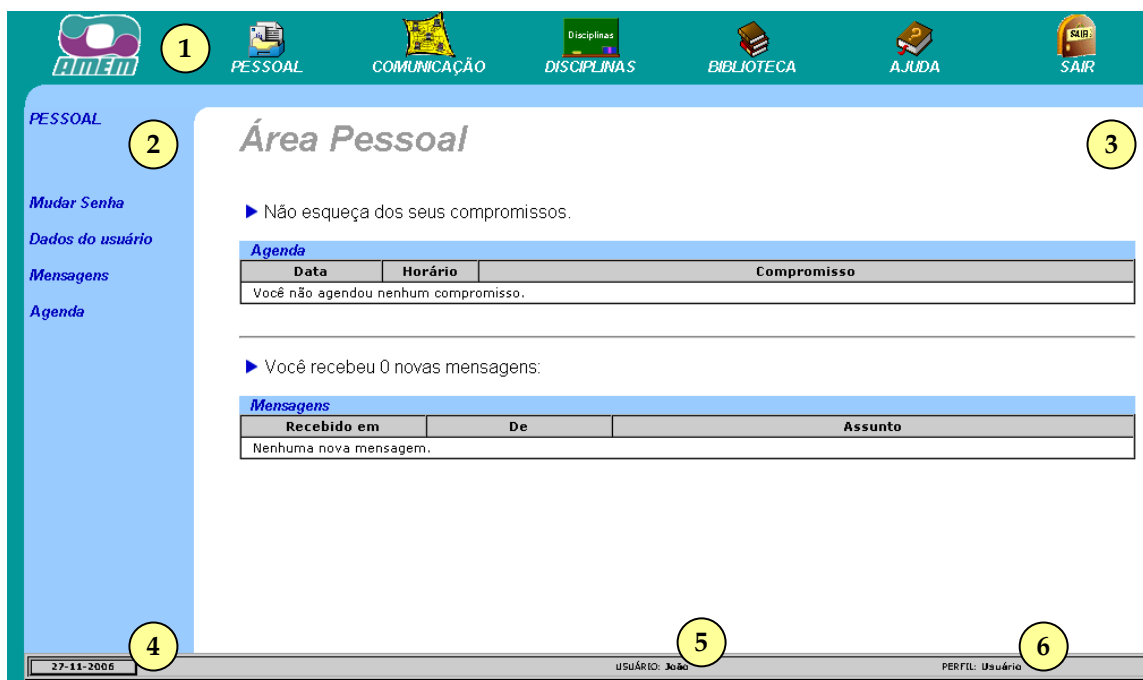 AMEM
1
Disciplinas
SAIR
PESSOAL COMUNICAÇÃO DISCIPLINAS BIBLIOTECA AJUDA SAIR
PESSOAL
2
Área Pessoal
3
Mudar Senha
Dados do usuário
Mensagens
Agenda
Não esqueça dos seus compromissos.
Agenda
Data Horário Compromisso
Você não agendou nenhum compromisso.
Você recebeu 0 novas mensagens:
Mensagens
Recebido em De Assunto
Nenhuma nova mensagem.
4
5
6
27-11-2006 USUÁRIO: João PERFIL: Usuário